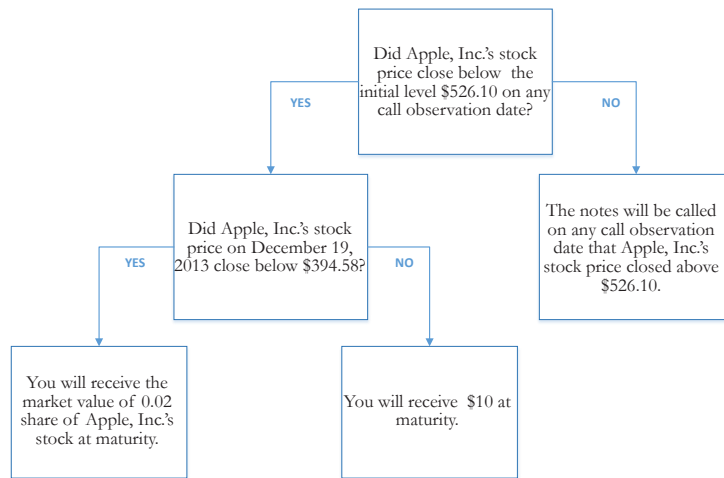 Did Apple, Inc.'s stock
price close below the
initial level $526.10 on any
call observation date?
YES
NO
Did Apple, Inc.'s stock
price on December 19,
2013 close below $394.58?
The notes will be called
on any call observation
date that Apple, Inc.'s
stock price closed above
$526.10.
YES
NO
You will receive the
market value of 0.02
share of Apple, Inc.'s
stock at maturity.
You will receive $10 at
maturity.